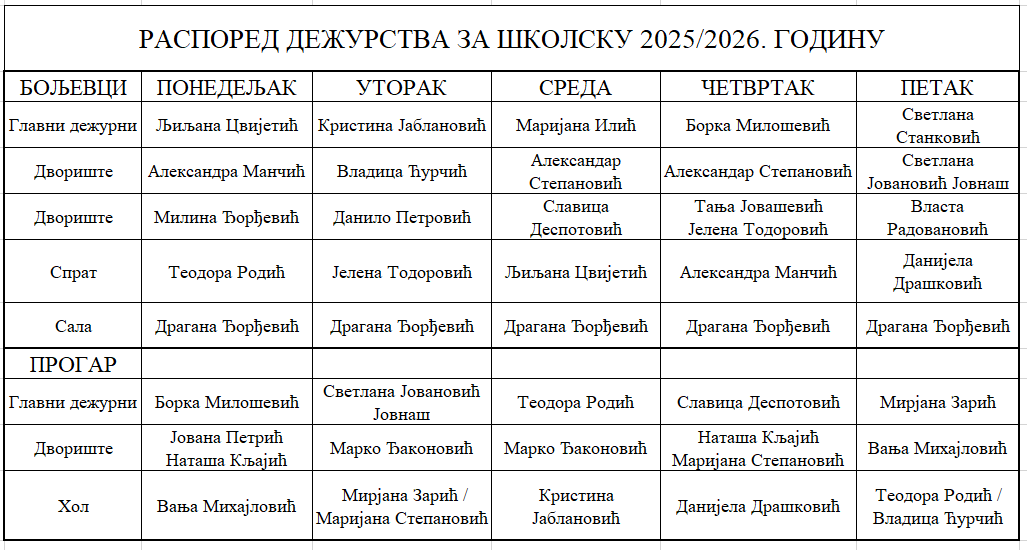 РАСПОРЕД ДЕЖУРСТВА ЗА ШКОЛСКУ 2025/2026. ГОДИНУ
БОЉЕВЦИ ПОНЕДЕЉАК УТОРАК СРЕДА ЧЕТВРТАК ПЕТАК
Главни дежурни Љиљана Цвијетић Кристина Јаблановић Маријана Илић Борка Милошевић Светлана
Станковић
Двориште Александра Манчић Владица Ћурчић Александар
Степановић Александар Степановић Светлана
Јовановић Јовнаш
Двориште Милина Ђорђевић Данило Петровић Славица
Деспотовић Тања Јовашевић
Јелена Тодоровић Власта
Радовановић
Спрат Теодора Родић Јелена Тодоровић Љиљана Цвијетић Александра Манчић Данијела
Драшковић
Сала Драгана Ђорђевић Драгана Ђорђевић Драгана Ђорђевић Драгана Ђорђевић Драгана Ђорђевић
ПРОГАР
Главни дежурни Борка Милошевић Светлана Јовановић
Јовнаш Теодора Родић Славица Деспотовић Мирјана Зарић
Двориште Јована Петрић
Наташа Кљајић Марко Ђаконовић Марко Ђаконовић Наташа Кљајић
Маријана Степановић Вања Михајловић
Хол Вања Михајловић Мирјана Зарић /
Маријана Степановић Кристина
Јаблановић Данијела Драшковић Теодора Родић /
Владица Ћурчић